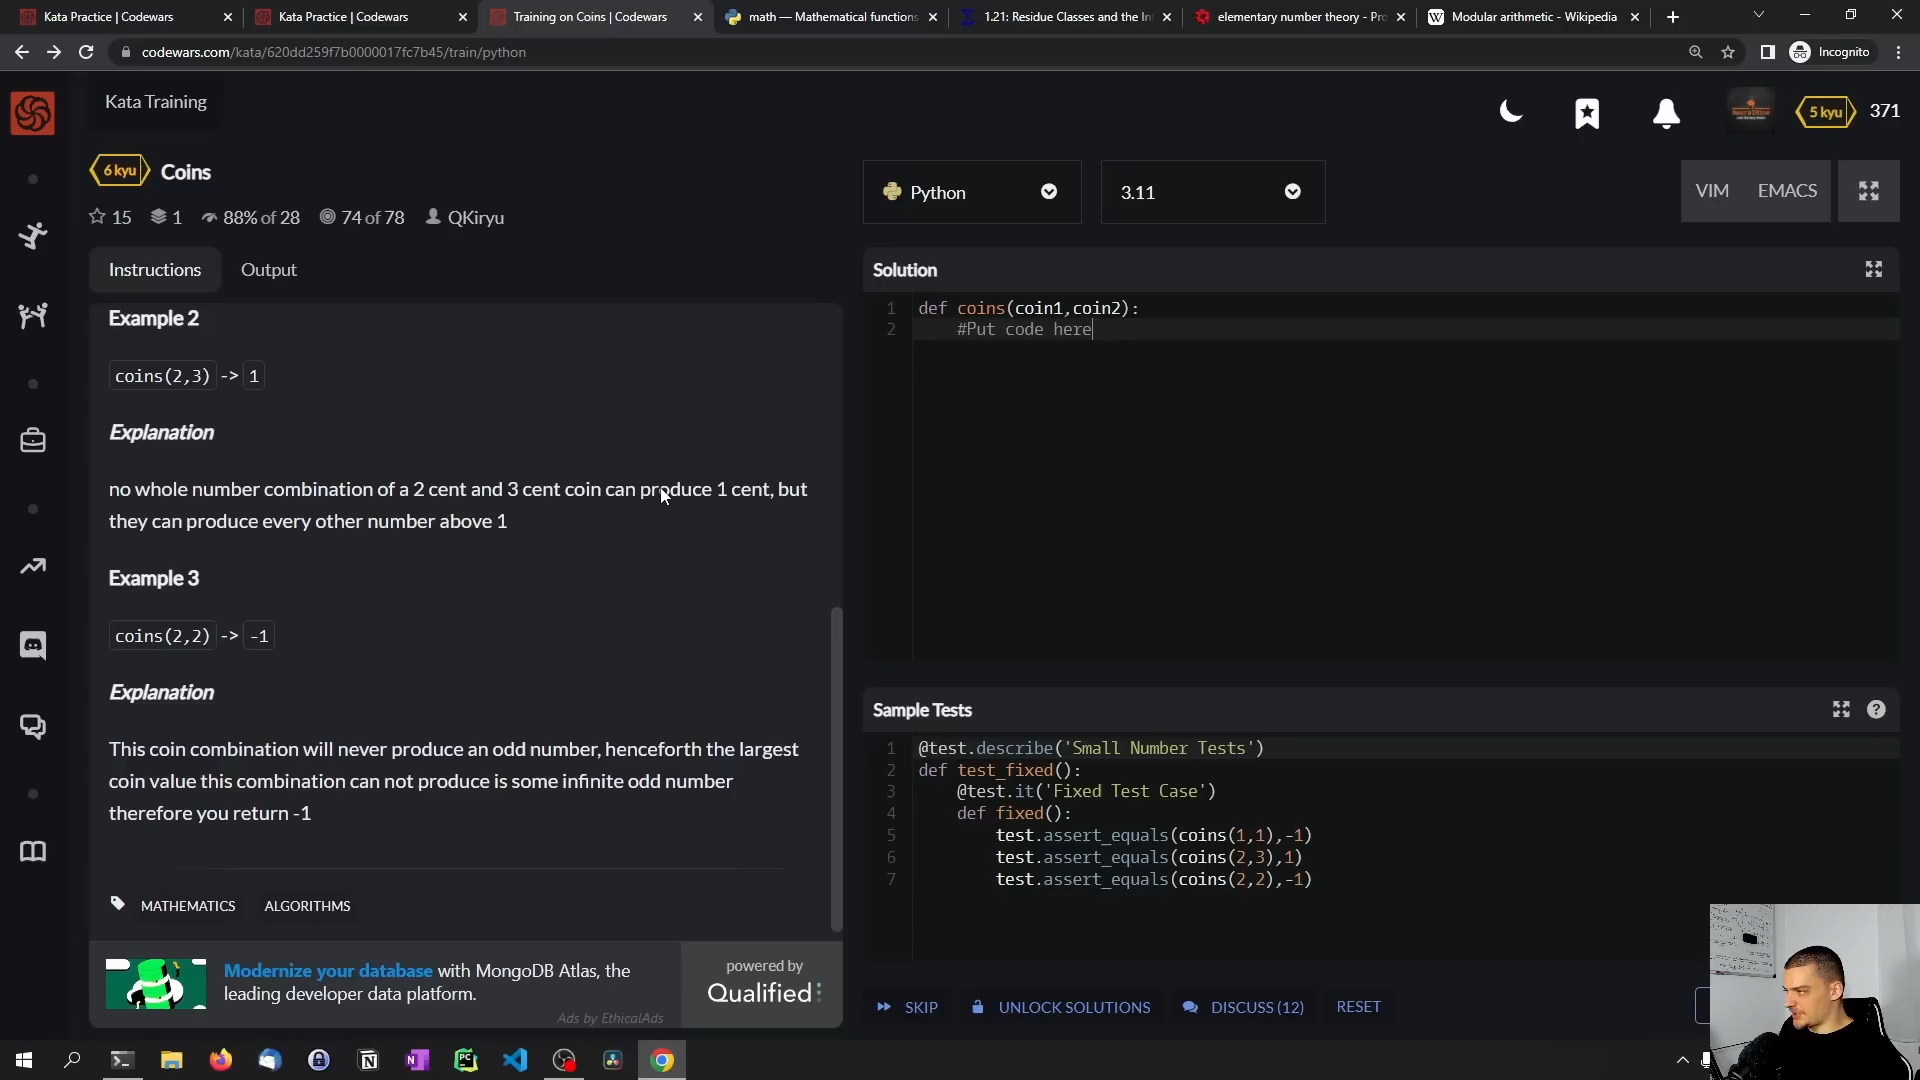 Kata Practice | Codewars
Kata Practice | Codewars
Training on Coins | Codewars
math — Mathematical functions
1.21: Residue Classes and the In
elementary number theory - Pro
Modular arithmetic - Wikipedia
codewars.com/kata/620dd259f7b0000017fc7b45/train/python
Incognito
Kata Training
5 kyu
371
6 kyu
Coins
15
1
88% of 28
74 of 78
QKiryu
Python
3.11
VIM
EMACS
Instructions
Output
Example 2
coins(2,3) -> 1
Explanation
no whole number combination of a 2 cent and 3 cent coin can produce 1 cent, but
they can produce every other number above 1
Example 3
coins(2,2) -> -1
Explanation
This coin combination will never produce an odd number, henceforth the largest
coin value this combination can not produce is some infinite odd number
therefore you return -1
MATHEMATICS
ALGORITHMS
Modernize your database with MongoDB Atlas, the
leading developer data platform.
Ads by EthicalAds
powered by
Qualified
Solution
1 def coins(coin1,coin2):
2 #Put code here
Sample Tests
1 @test.describe('Small Number Tests')
2 def test_fixed():
3 @test.it('Fixed Test Case')
4 def fixed():
5 test.assert_equals(coins(1,1),-1)
6 test.assert_equals(coins(2,3),1)
7 test.assert_equals(coins(2,2),-1)
SKIP
UNLOCK SOLUTIONS
DISCUSS (12)
RESET